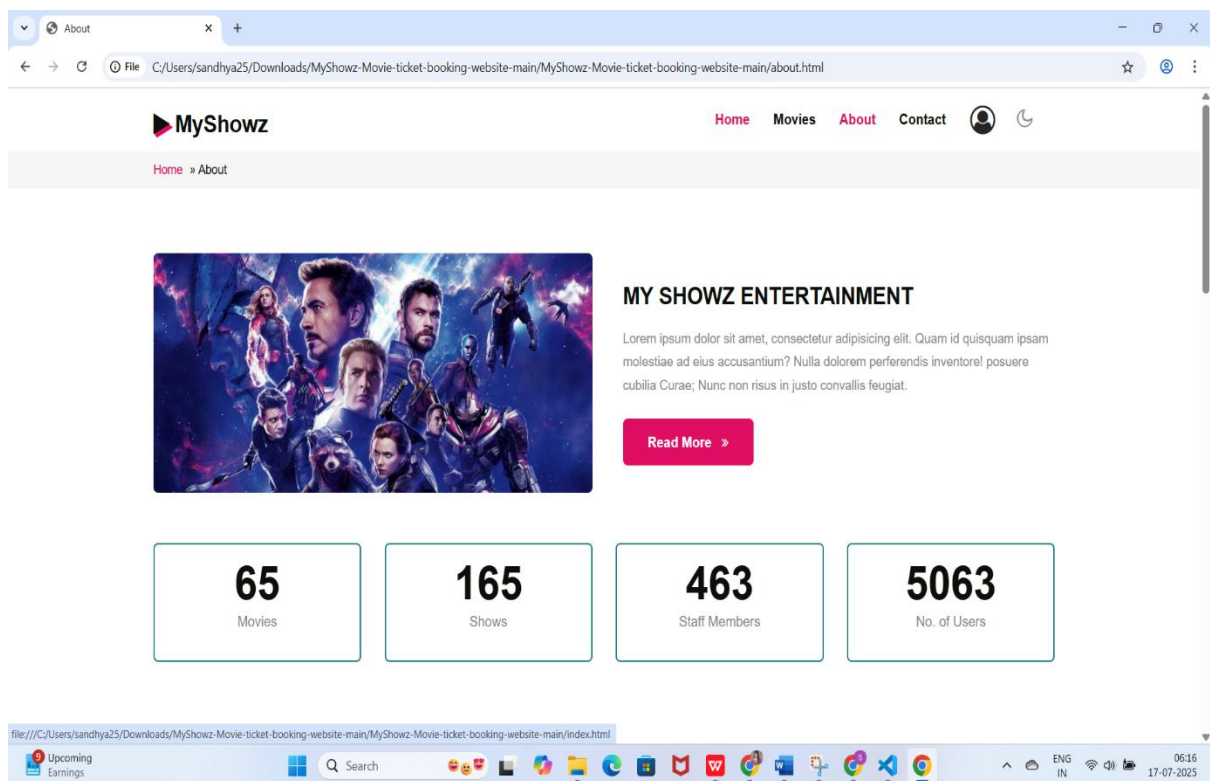 About
File C:/Users/sandhya25/Downloads/MyShowz-Movie-ticket-booking-website-main/MyShowz-Movie-ticket-booking-website-main/about.html
MyShowz
Home Movies About Contact
Home » About
MY SHOWZ ENTERTAINMENT
Lorem ipsum dolor sit amet, consectetur adipisicing elit. Quam id quisquam ipsam
molestiae ad eius accusantium? Nulla dolorem perferendis inventore! posuere
cubilia Curae; Nunc non risus in justo convallis feugiat.
Read More »
65 165 463 5063
Movies Shows Staff Members No. of Users
file:///C:/Users/sandhya25/Downloads/MyShowz-Movie-ticket-booking-website-main/MyShowz-Movie-ticket-booking-website-main/index.html
9 Upcoming
Earnings
Search
ENG
IN
06:16
17-07-2025